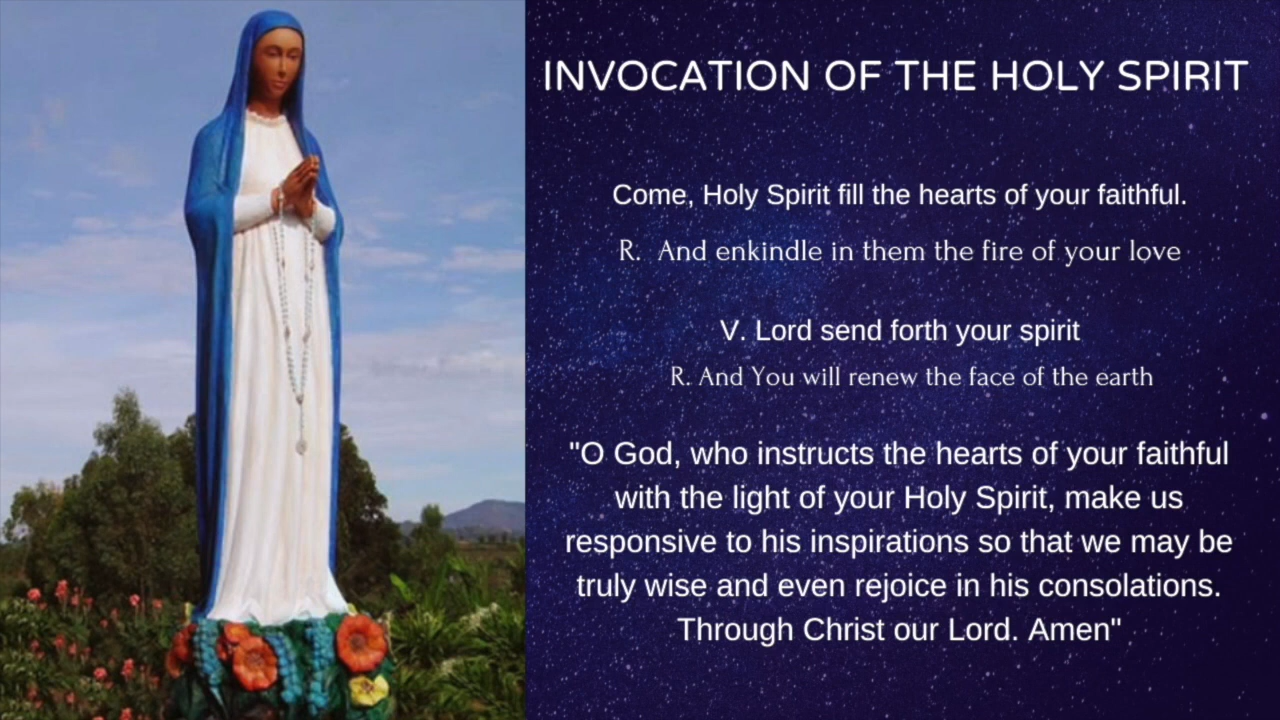 INVOCATION OF THE HOLY SPIRIT
Come, Holy Spirit fill the hearts of your faithful.
R. And enkindle in them the fire of your love
V. Lord send forth your spirit
R. And You will renew the face of the earth
"O God, who instructs the hearts of your faithful
with the light of your Holy Spirit, make us
responsive to his inspirations so that we may be
truly wise and even rejoice in his consolations.
Through Christ our Lord. Amen"